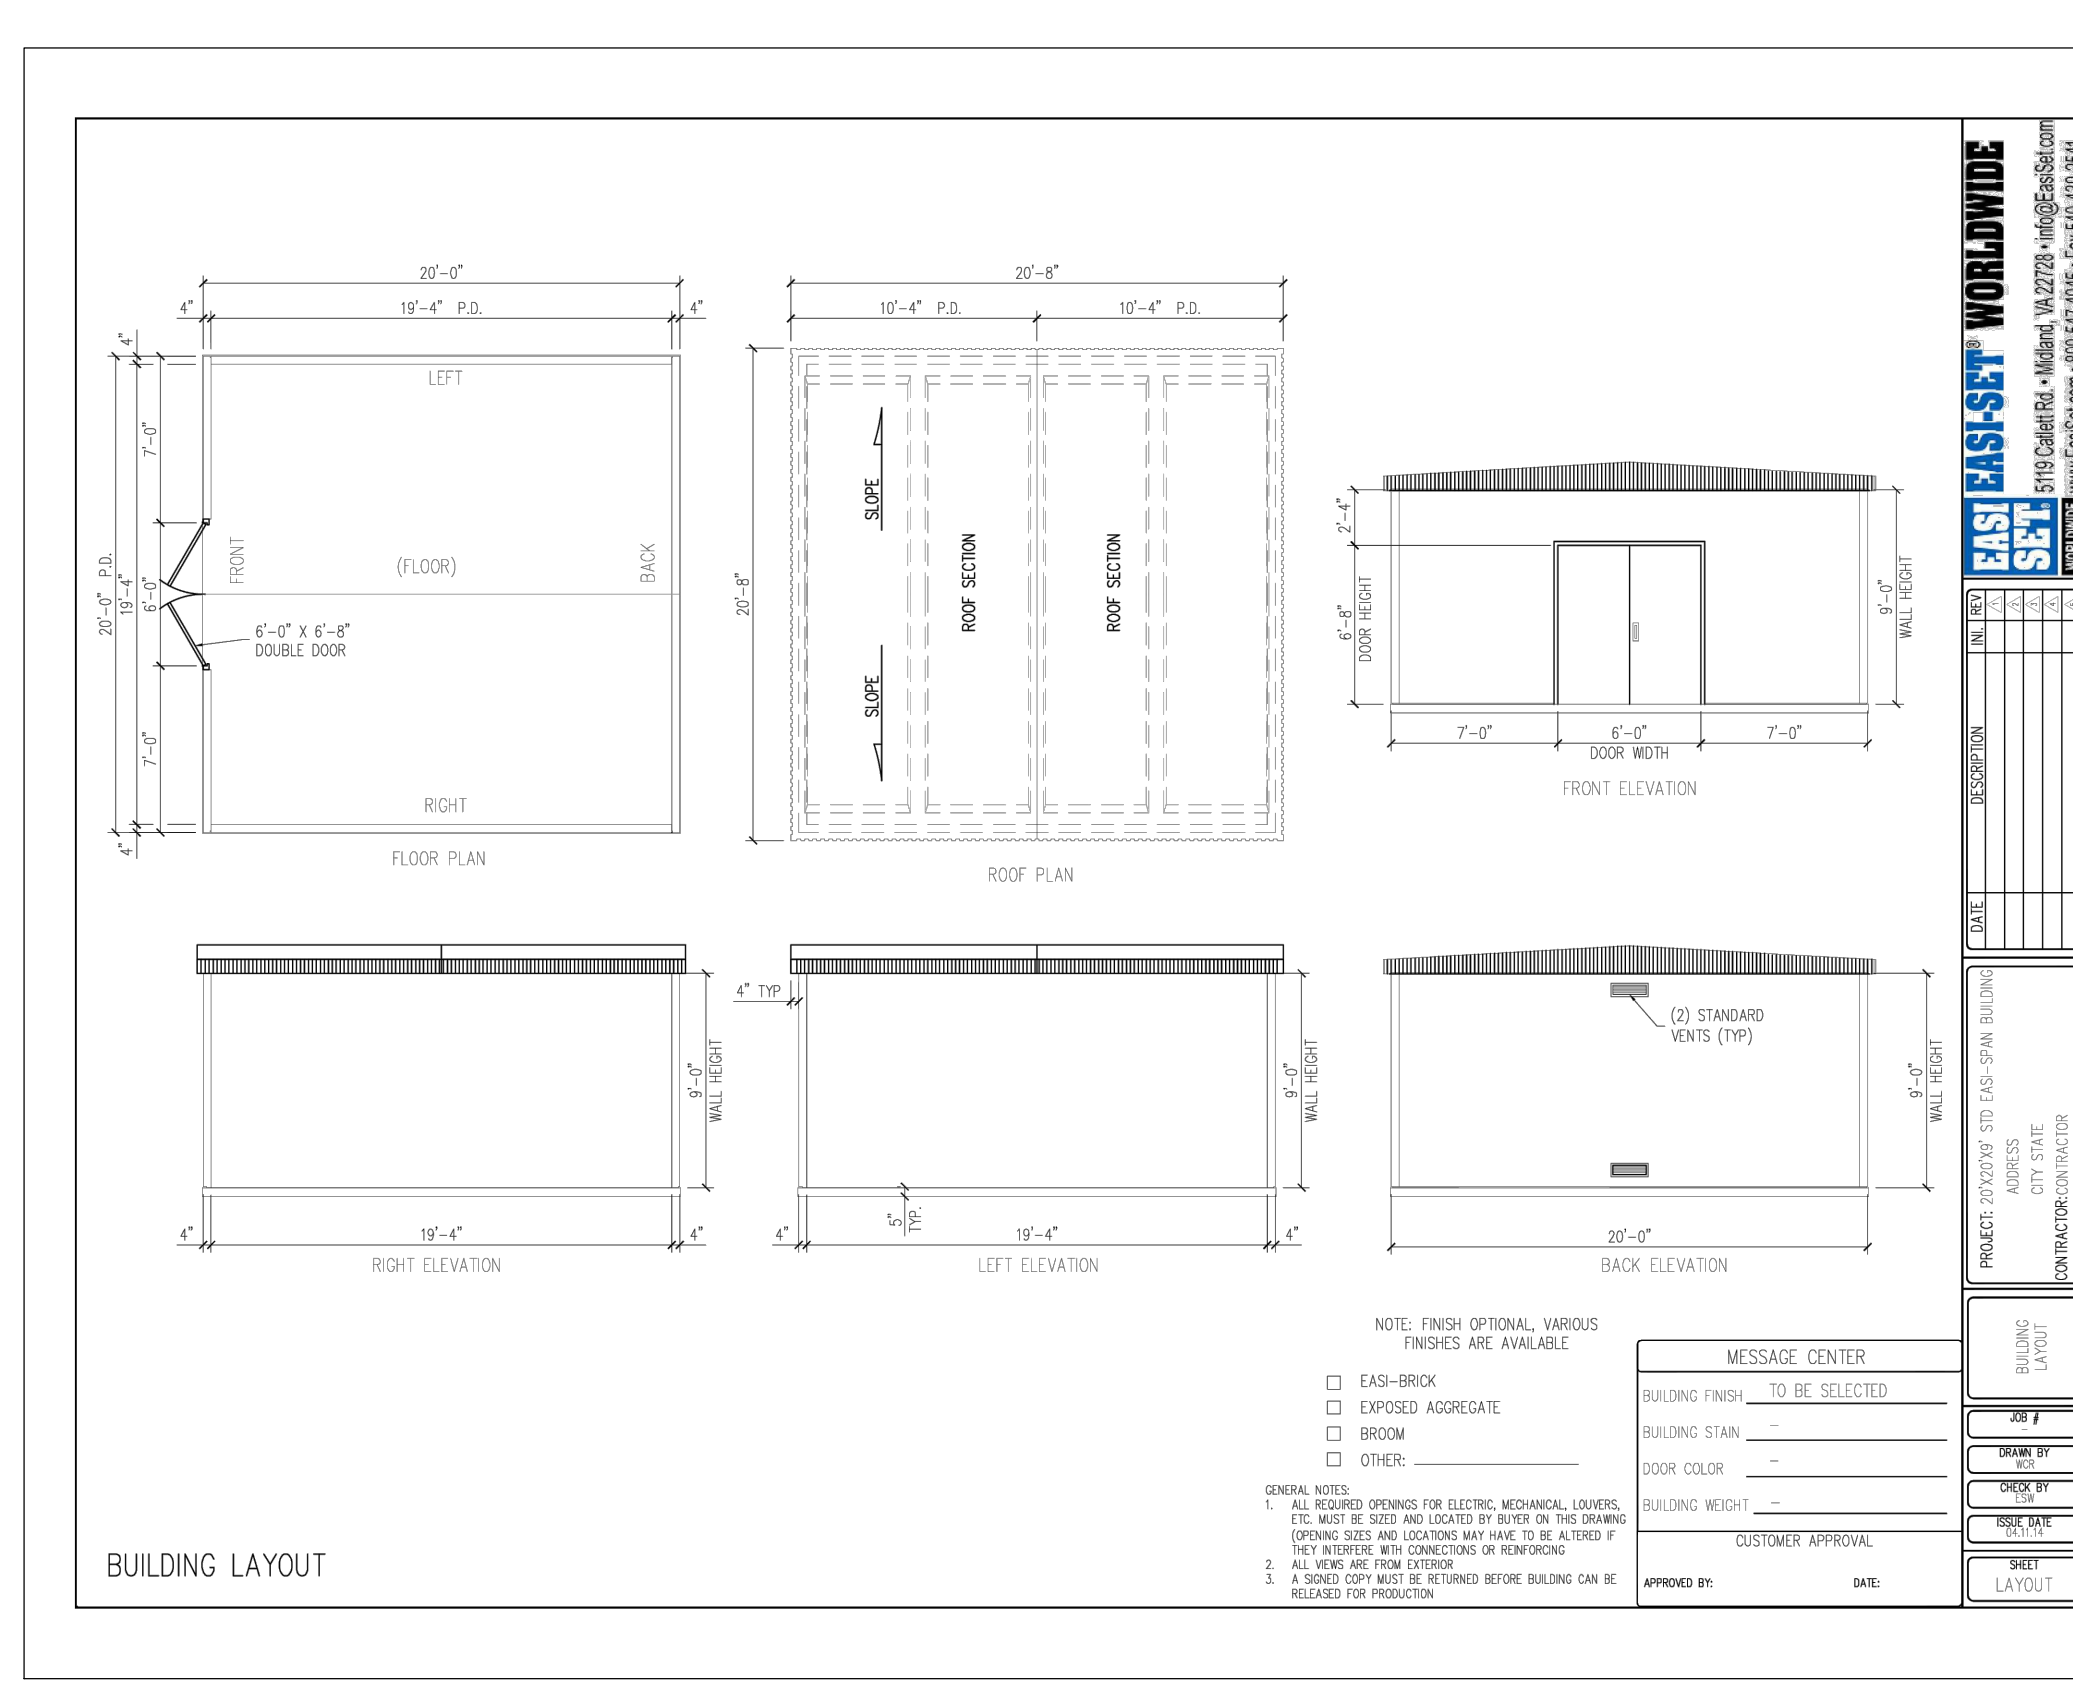 20'-0"
4" 19'-4" P.D. 4"
4"
7'-0"
20'-0" P.D.
19'-4"
6'-0"
7'-0"
4"
LEFT
FRONT
(FLOOR)
BACK
6'-0" X 6'-8"
DOUBLE DOOR
RIGHT
FLOOR PLAN
20'-8"
10'-4" P.D. 10'-4" P.D.
20'-8"
SLOPE
SLOPE
ROOF SECTION
ROOF SECTION
ROOF PLAN
2'-4"
6'-8"
DOOR HEIGHT
9'-0"
WALL HEIGHT
7'-0" 6'-0" 7'-0"
DOOR WIDTH
FRONT ELEVATION
9'-0"
WALL HEIGHT
4" 19'-4" 4"
RIGHT ELEVATION
4" TYP
9'-0"
WALL HEIGHT
5"
TYP.
4" 19'-4" 4"
LEFT ELEVATION
(2) STANDARD
VENTS (TYP)
9'-0"
WALL HEIGHT
20'-0"
BACK ELEVATION
NOTE: FINISH OPTIONAL, VARIOUS
FINISHES ARE AVAILABLE
EASI-BRICK
EXPOSED AGGREGATE
BROOM
OTHER:
GENERAL NOTES:
1. ALL REQUIRED OPENINGS FOR ELECTRIC, MECHANICAL, LOUVERS,
ETC. MUST BE SIZED AND LOCATED BY BUYER ON THIS DRAWING
(OPENING SIZES AND LOCATIONS MAY HAVE TO BE ALTERED IF
THEY INTERFERE WITH CONNECTIONS OR REINFORCING
2. ALL VIEWS ARE FROM EXTERIOR
3. A SIGNED COPY MUST BE RETURNED BEFORE BUILDING CAN BE
RELEASED FOR PRODUCTION
MESSAGE CENTER
BUILDING FINISH TO BE SELECTED
BUILDING STAIN -
DOOR COLOR -
BUILDING WEIGHT -
CUSTOMER APPROVAL
APPROVED BY: DATE:
BUILDING LAYOUT
EASI-SET® WORLDWIDE
5119 Catlett Rd. • Midland, VA 22728 • info@EasiSet.com
EASI
SET®
WORLDWIDE
DATE DESCRIPTION INI. REV
1
2
3
4
PROJECT: 20'X20'X9' STD EASI-SPAN BUILDING
ADDRESS
CITY STATE
CONTRACTOR:CONTRACTOR
BUILDING
LAYOUT
JOB #
-
DRAWN BY
WCR
CHECK BY
ESW
ISSUE DATE
04.11.14
SHEET
LAYOUT